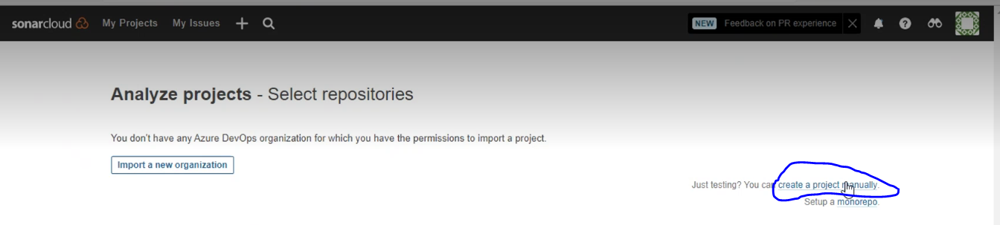 sonarcloud My Projects My Issues NEW Feedback on PR experience
Analyze projects - Select repositories
You don't have any Azure DevOps organization for which you have the permissions to import a project.
Import a new organization
Just testing? You can create a project manually.
Setup a monorepo.